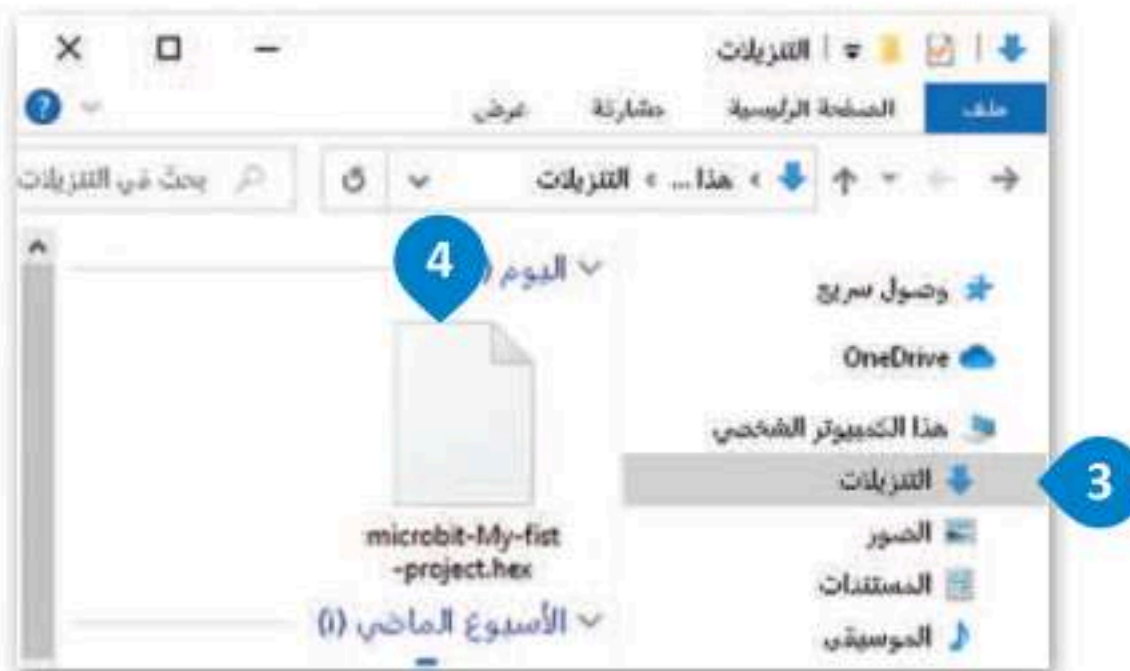 التنزيلات
ملف الصفحة الرئيسية مشاركة عرض
هذا ... » التنزيلات
بحث في التنزيلات
وصول سريع
OneDrive
هذا الكمبيوتر الشخصي
التنزيلات
الصور
المستندات
الموسيقى
3
4
اليوم
microbit-My-fist
-project.hex
الأسبوع الماضي (١)